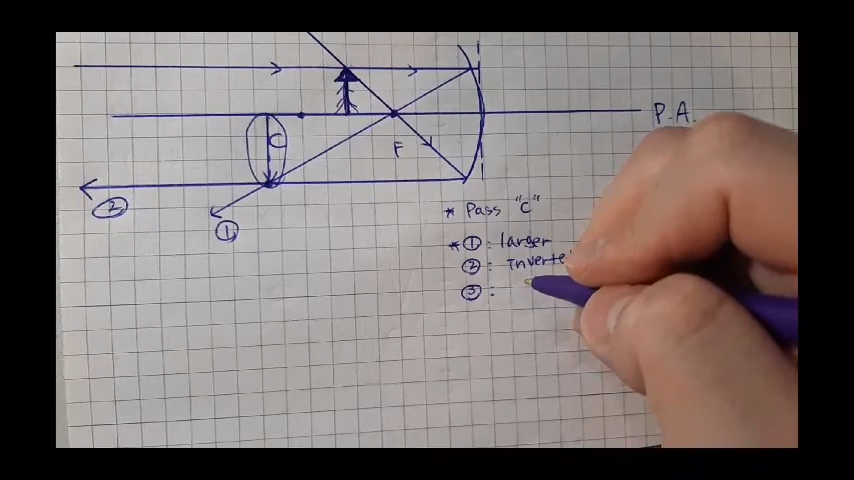 P.A.
C
F
②
①
* Pass "C"
* ① : larger
② : Inverte
③ :